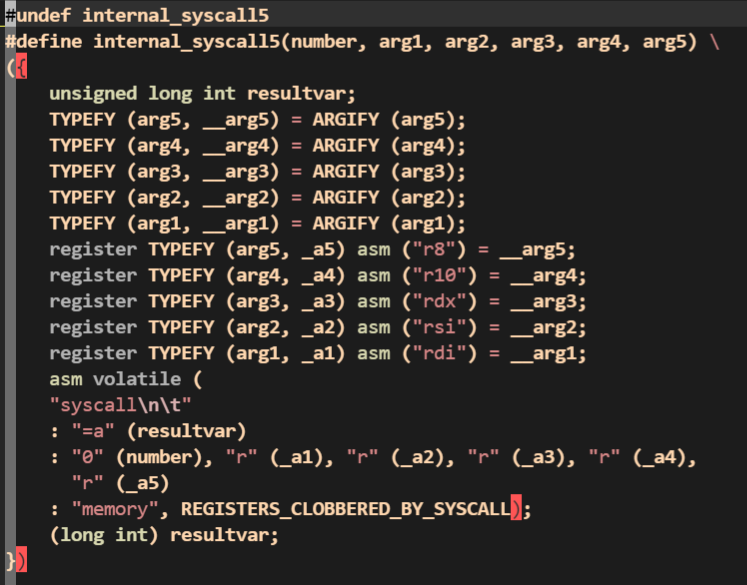 #undef internal_syscall5
#define internal_syscall5(number, arg1, arg2, arg3, arg4, arg5) \
({
    unsigned long int resultvar;
    TYPEFY (arg5, __arg5) = ARGIFY (arg5);
    TYPEFY (arg4, __arg4) = ARGIFY (arg4);
    TYPEFY (arg3, __arg3) = ARGIFY (arg3);
    TYPEFY (arg2, __arg2) = ARGIFY (arg2);
    TYPEFY (arg1, __arg1) = ARGIFY (arg1);
    register TYPEFY (arg5, _a5) asm ("r8") = __arg5;
    register TYPEFY (arg4, _a4) asm ("r10") = __arg4;
    register TYPEFY (arg3, _a3) asm ("rdx") = __arg3;
    register TYPEFY (arg2, _a2) asm ("rsi") = __arg2;
    register TYPEFY (arg1, _a1) asm ("rdi") = __arg1;
    asm volatile (
    "syscall\n\t"
    : "=a" (resultvar)
    : "0" (number), "r" (_a1), "r" (_a2), "r" (_a3), "r" (_a4),
      "r" (_a5)
    : "memory", REGISTERS_CLOBBERED_BY_SYSCALL);
    (long int) resultvar;
})